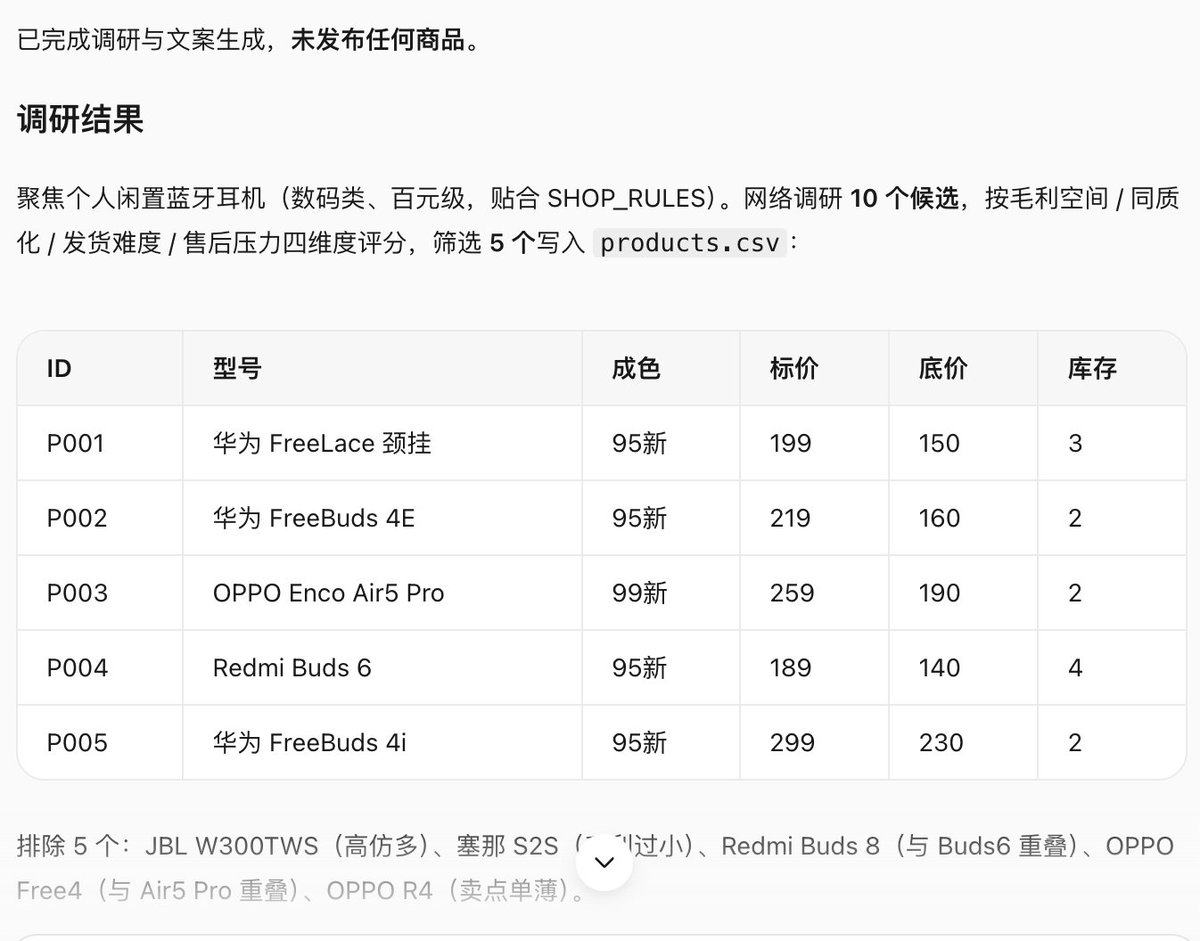 已完成调研与文案生成，未发布任何商品。
调研结果
聚焦个人闲置蓝牙耳机（数码类、百元级，贴合 SHOP_RULES）。网络调研 10 个候选，按毛利空间 / 同质
化 / 发货难度 / 售后压力四维度评分，筛选 5 个写入 products.csv：
ID 型号 成色 标价 底价 库存
P001 华为 FreeLace 颈挂 95新 199 150 3
P002 华为 FreeBuds 4E 95新 219 160 2
P003 OPPO Enco Air5 Pro 99新 259 190 2
P004 Redmi Buds 6 95新 189 140 4
P005 华为 FreeBuds 4i 95新 299 230 2
排除 5 个：JBL W300TWS（高仿多）、塞那 S2S（过小）、Redmi Buds 8（与 Buds6 重叠）、OPPO
Free4（与 Air5 Pro 重叠）、OPPO R4（卖点单薄）。